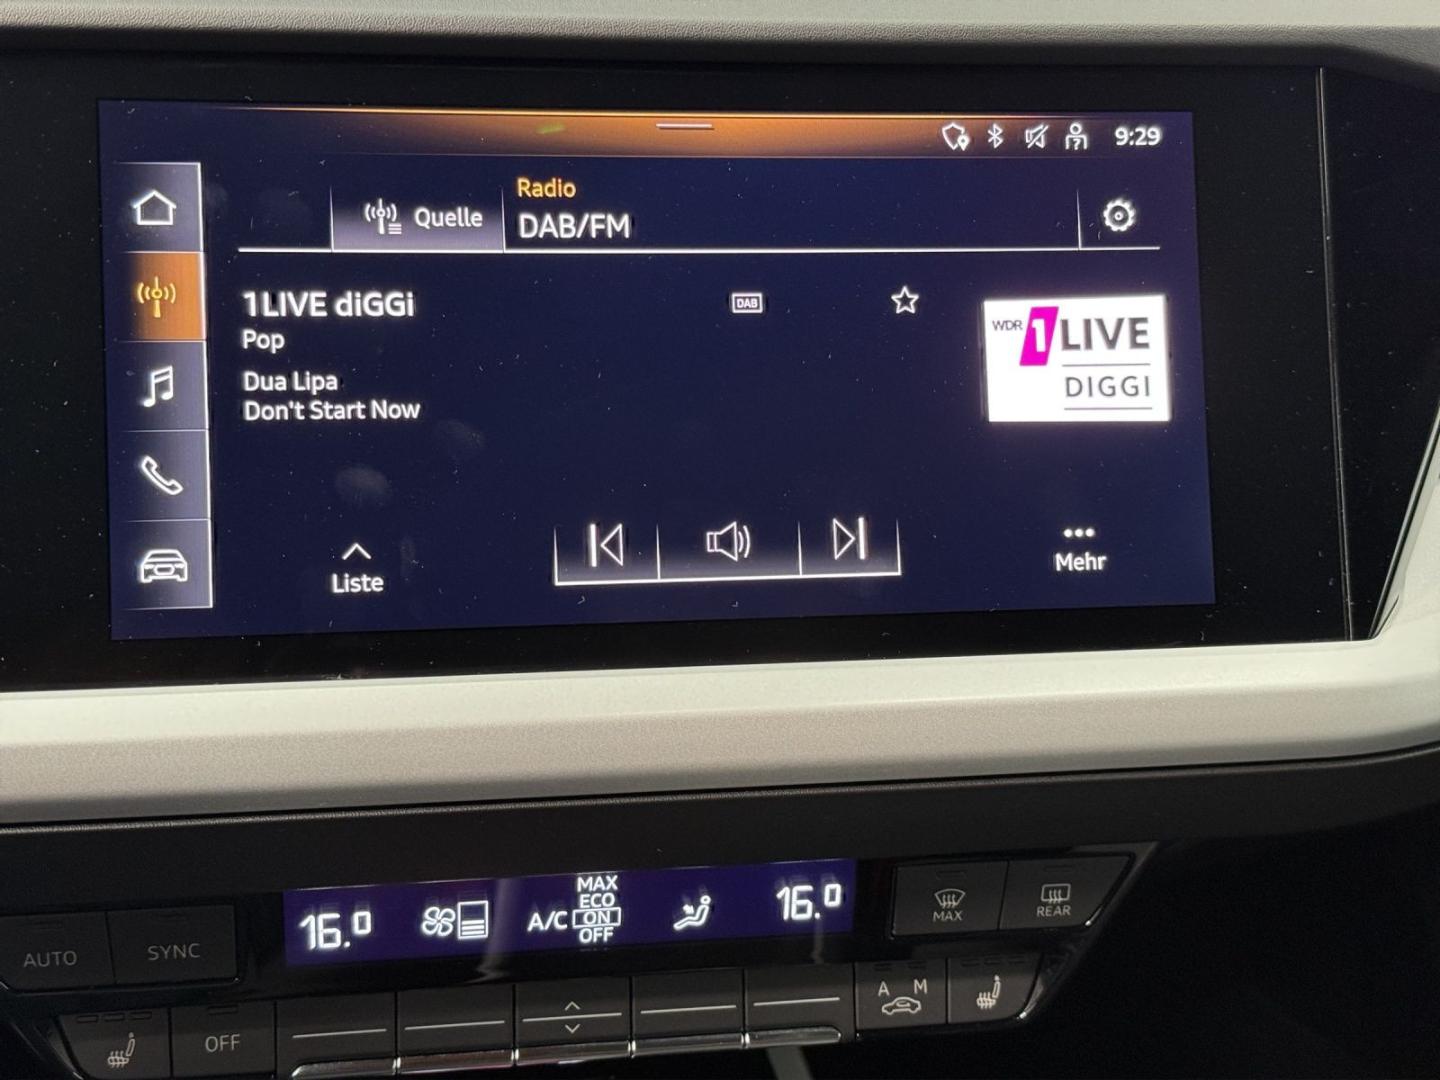 9:29
Quelle
Radio
DAB/FM
1LIVE diGGi
DAB
Pop
Dua Lipa
Don't Start Now
WDR 1LIVE
DIGGI
Liste
Mehr
16.0
A/C
MAX
ECO
ON
OFF
16.0
MAX
REAR
AUTO
SYNC
OFF
A M